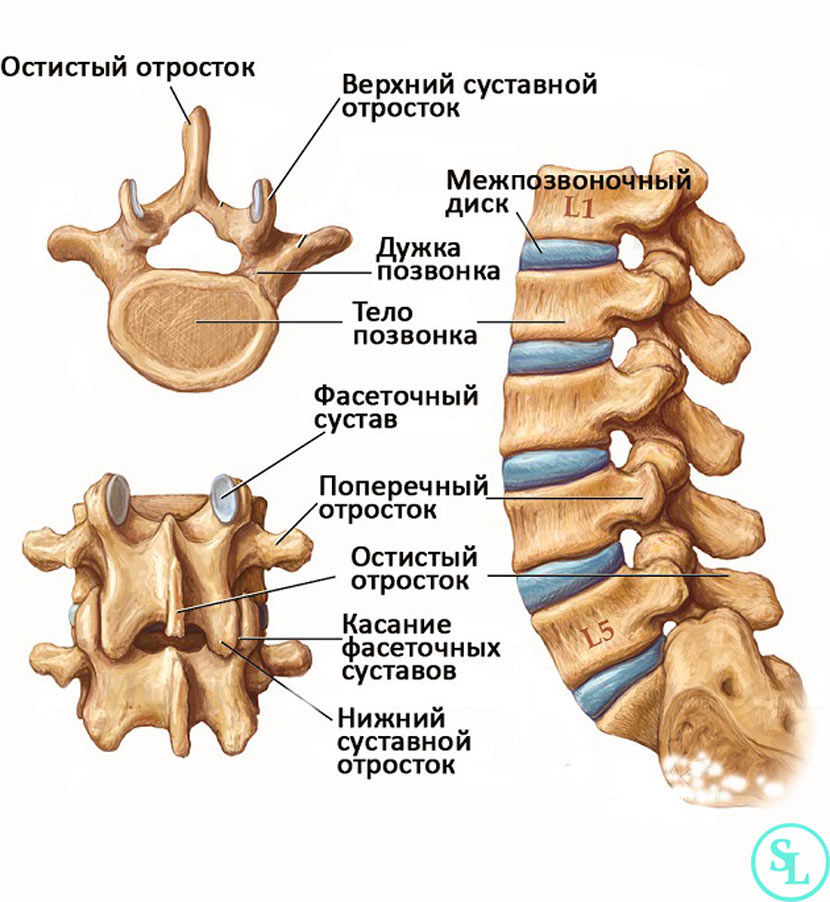 Остистый отросток
Верхний суставной
отросток
Межпозвоночный
диск
L1
Дужка
позвонка
Тело
позвонка
Фасеточный
сустав
Поперечный
отросток
Остистый
отросток
Касание
фасеточных
суставов
L5
Нижний
суставной
отросток
SL